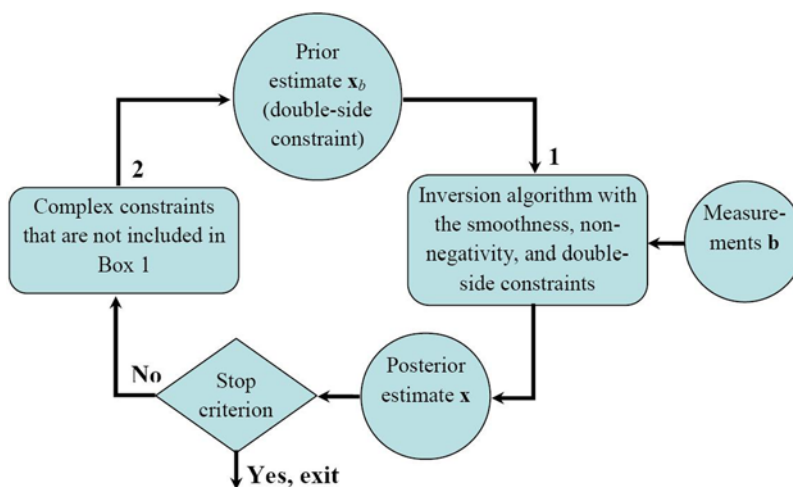 Prior
estimate x_b
(double-side
constraint)
2
1
Complex constraints
that are not included in
Box 1
Inversion algorithm with
the smoothness, non-
negativity, and double-
side constraints
Measure-
ments b
No
Stop
criterion
Posterior
estimate x
Yes, exit